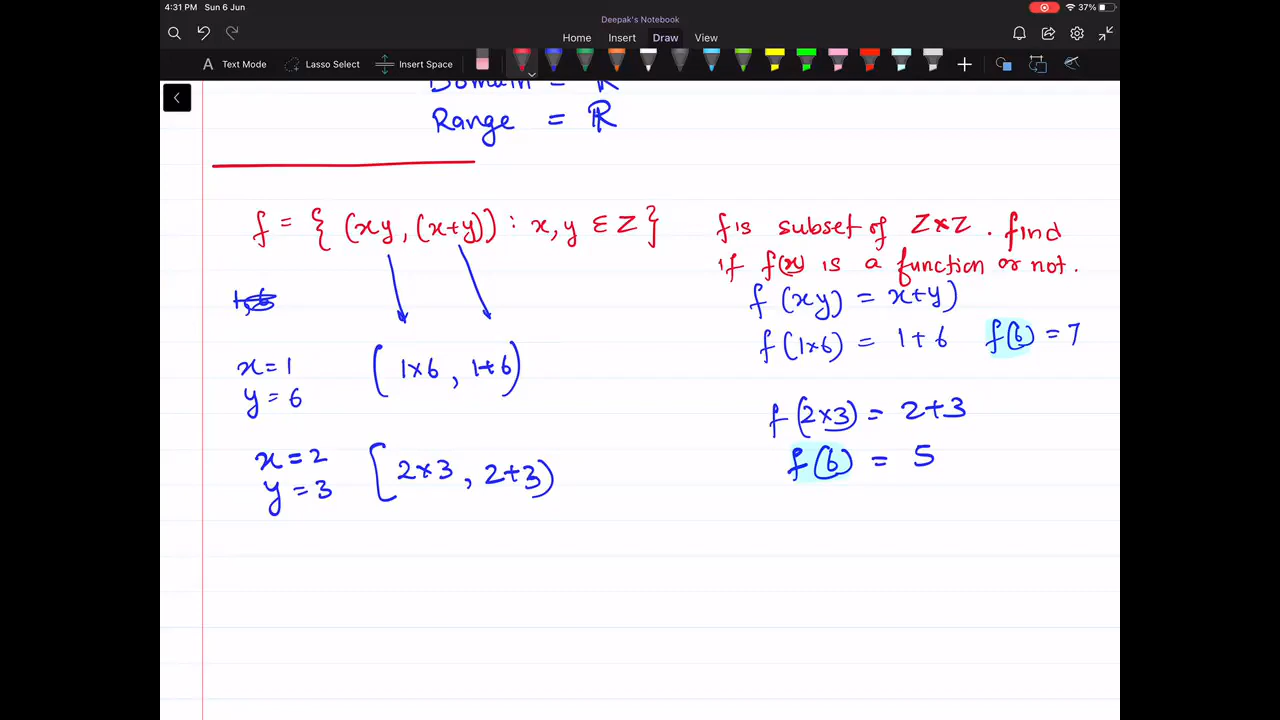 4:31 PM Sun 6 Jun
37%
Deepak's Notebook
Home Insert Draw View
Text Mode Lasso Select Insert Space
Domain = R
Range = R
f = { (xy, (x+y)) : x, y ε Z }
f is subset of Z×Z. find
if f(x) is a function or not.
f(xy) = x+y)
f(1×6) = 1+6 f(6) = 7
x=1
y=6
(1×6, 1+6)
f(2×3) = 2+3
f(6) = 5
x=2
y=3
[2×3, 2+3)